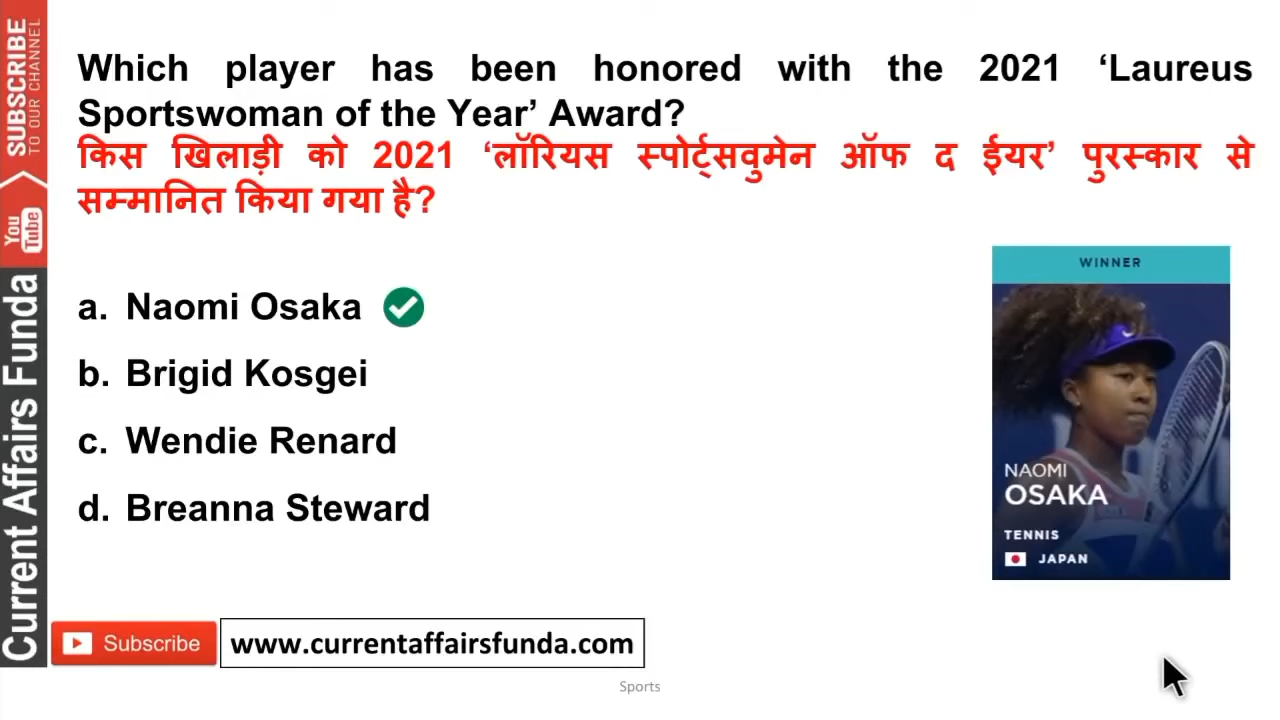 Which player has been honored with the 2021 ‘Laureus
Sportswoman of the Year’ Award?
किस खिलाड़ी को 2021 ‘लॉरियस स्पोर्ट्सवुमेन ऑफ द ईयर’ पुरस्कार से
सम्मानित किया गया है?
a. Naomi Osaka
b. Brigid Kosgei
c. Wendie Renard
d. Breanna Steward
WINNER
NAOMI
OSAKA
TENNIS
JAPAN
SUBSCRIBE
TO OUR CHANNEL
You
Tube
Current Affairs Funda
Subscribe
www.currentaffairsfunda.com
Sports